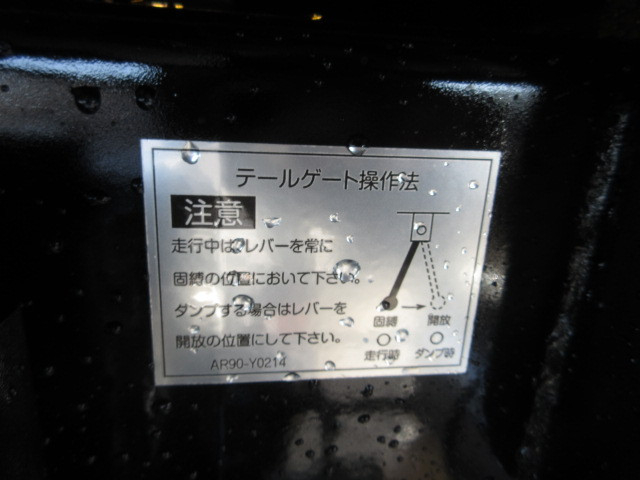 テールゲート操作法
注意
走行中はレバーを常に
固縛の位置において下さい。
ダンプする場合はレバーを
開放の位置にして下さい。
AR90-Y0214
固縛 → 開放
○ ○
走行時 ダンプ時